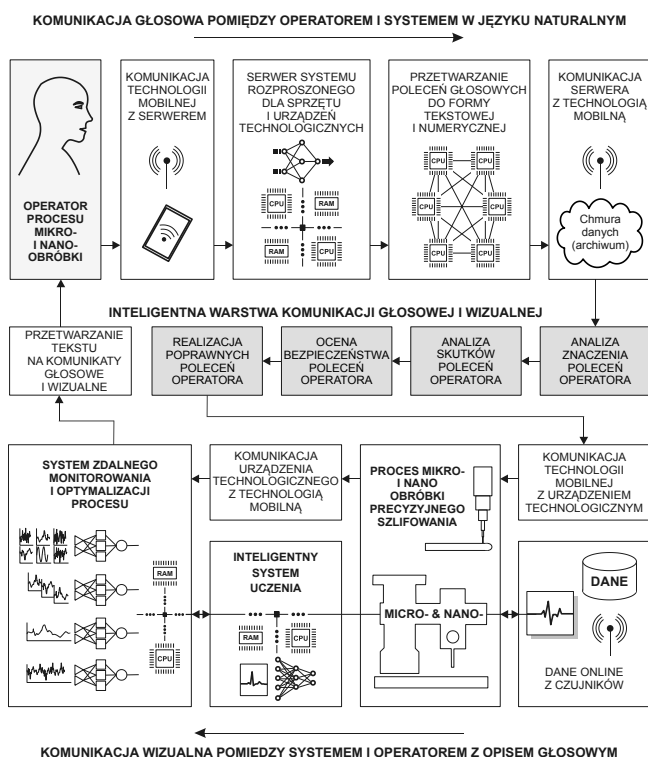 KOMUNIKACJA GŁOSOWA POMIĘDZY OPERATOREM I SYSTEMEM W JĘZYKU NATURALNYM
OPERATOR
PROCESU
MIKRO-
I NANO-
OBRÓBKI
KOMUNIKACJA
TECHNOLOGII
MOBILNEJ
Z SERWEREM
SERWER SYSTEMU
ROZPROSZONEGO
DLA SPRZĘTU
I URZĄDZEŃ
TECHNOLOGICZNYCH
CPU
RAM
RAM
CPU
PRZETWARZANIE
POLECEŃ GŁOSOWYCH
DO FORMY
TEKSTOWEJ
I NUMERYCZNEJ
CPU
CPU
CPU
CPU
CPU
CPU
KOMUNIKACJA
SERWERA
Z TECHNOLOGIĄ
MOBILNĄ
Chmura
danych
(archiwum)
INTELIGENTNA WARSTWA KOMUNIKACJI GŁOSOWEJ I WIZUALNEJ
PRZETWARZANIE
TEKSTU
NA KOMUNIKATY
GŁOSOWE
I WIZUALNE
REALIZACJA
POPRAWNYCH
POLECEŃ
OPERATORA
OCENA
BEZPIECZEŃSTWA
POLECEŃ
OPERATORA
ANALIZA
SKUTKÓW
POLECEŃ
OPERATORA
ANALIZA
ZNACZENIA
POLECEŃ
OPERATORA
SYSTEM ZDALNEGO
MONITOROWANIA
I OPTYMALIZACJI
PROCESU
RAM
CPU
KOMUNIKACJA
URZĄDZENIA
TECHNOLOGICZNEGO
Z TECHNOLOGIĄ
MOBILNĄ
PROCES MIKRO-
I NANO
OBRÓBKI
PRECYZYJNEGO
SZLIFOWANIA
KOMUNIKACJA
TECHNOLOGII
MOBILNEJ
Z URZĄDZENIEM
TECHNOLOGICZNYM
INTELIGENTNY
SYSTEM
UCZENIA
RAM
CPU
MICRO- & NANO-
DANE
DANE ONLINE
Z CZUJNIKÓW
KOMUNIKACJA WIZUALNA POMIEDZY SYSTEMEM I OPERATOREM Z OPISEM GŁOSOWYM